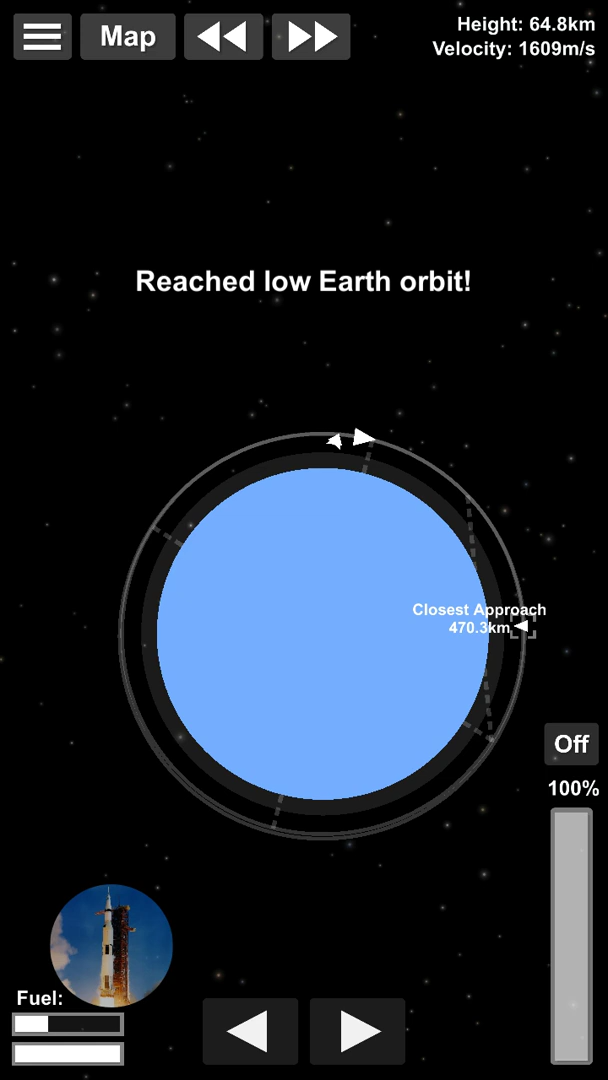 Map
Height: 64.8km
Velocity: 1609m/s
Reached low Earth orbit!
Closest Approach
470.3km
Off
100%
Fuel: